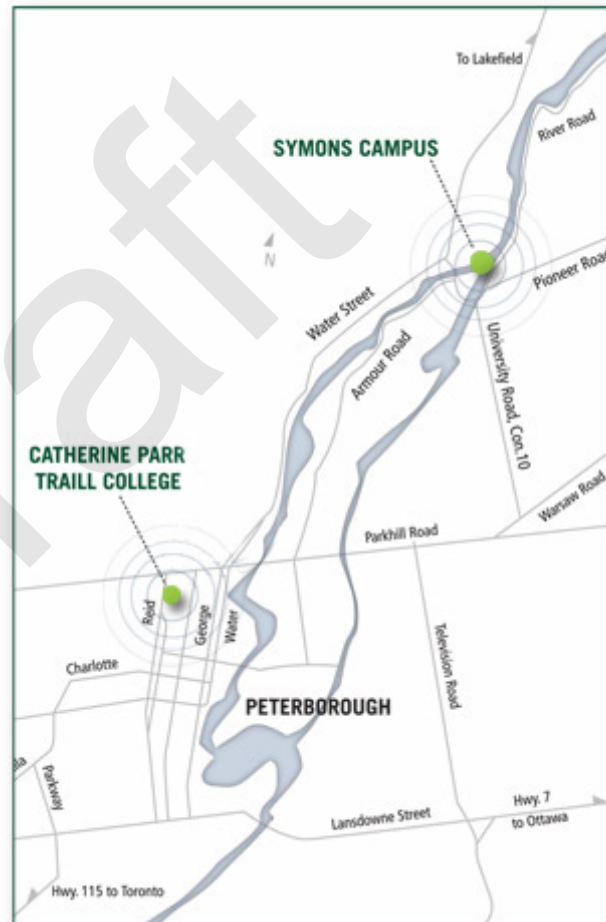 To Lakefield
River Road
SYMONS CAMPUS
N
Pioneer Road
Water Street
Armour Road
University Road, Con.10
CATHERINE PARR
TRAILL COLLEGE
Warsaw Road
Parkhill Road
Reid
George
Water
Charlotte
Television Road
PETERBOROUGH
Parkway
Lansdowne Street
Hwy. 7
to Ottawa
Hwy. 115 to Toronto